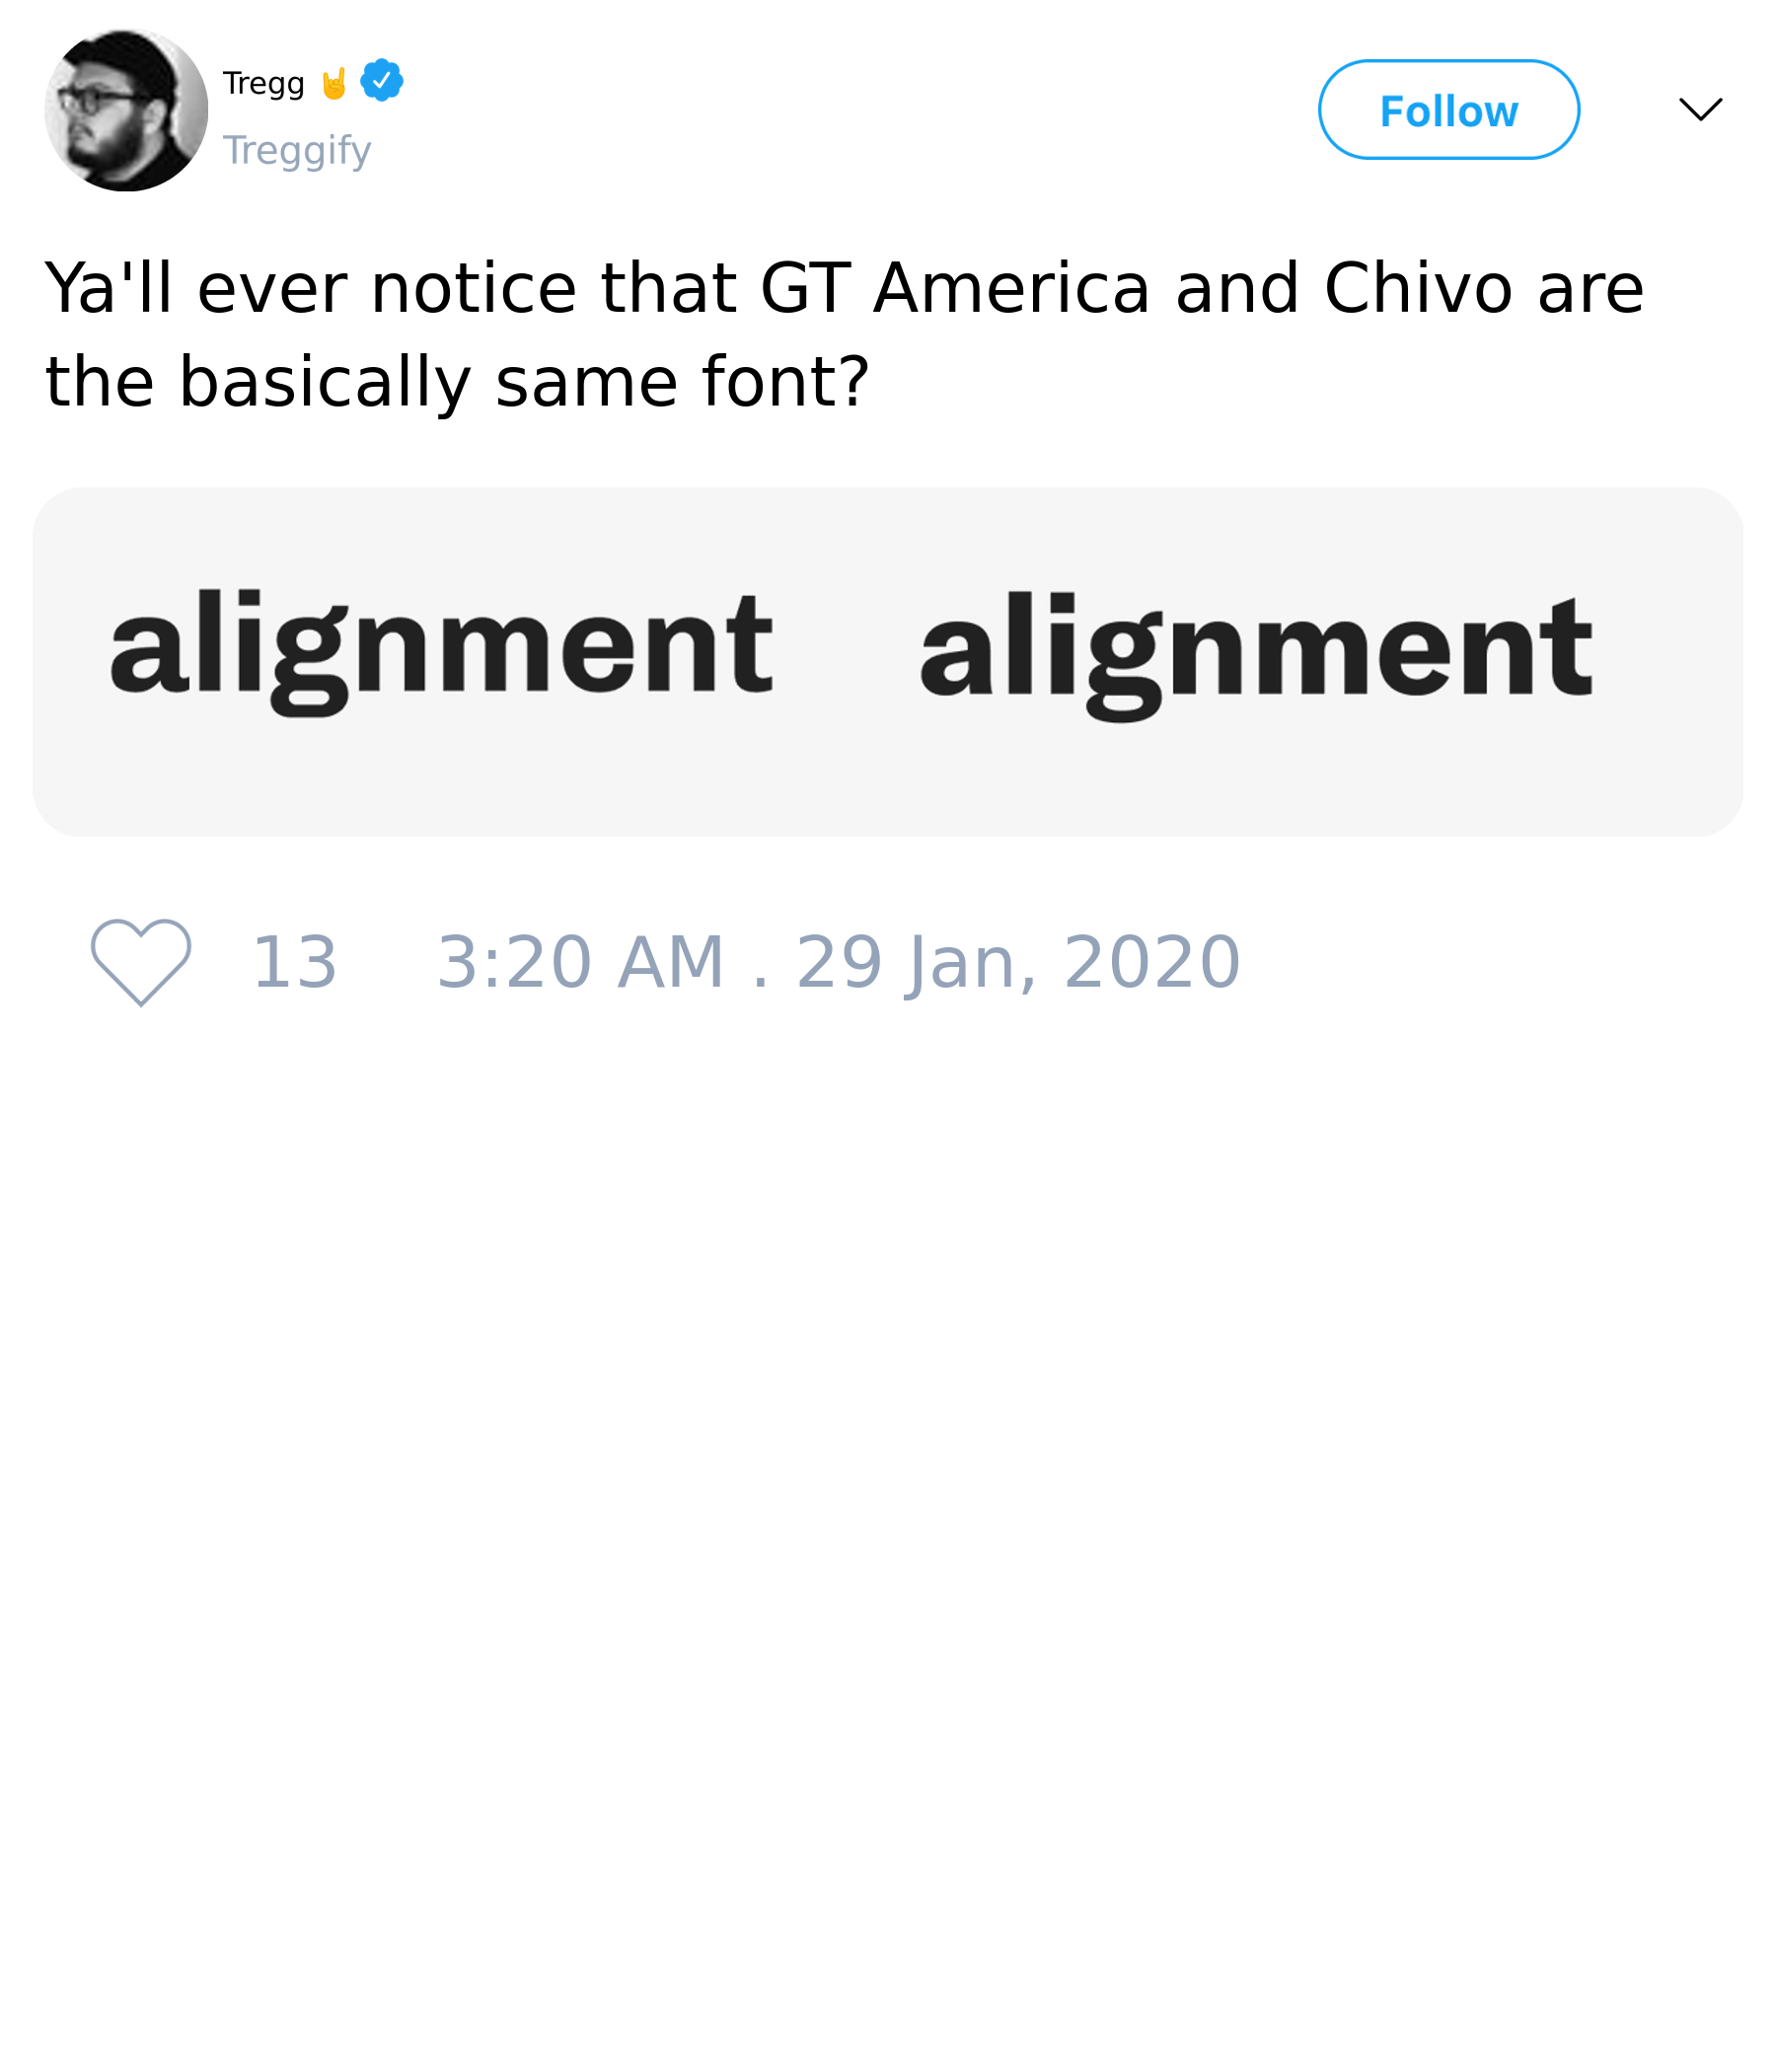 Tregg 🤘
Treggify
Follow
Ya'll ever notice that GT America and Chivo are
the basically same font?
alignment alignment
13 3:20 AM . 29 Jan, 2020